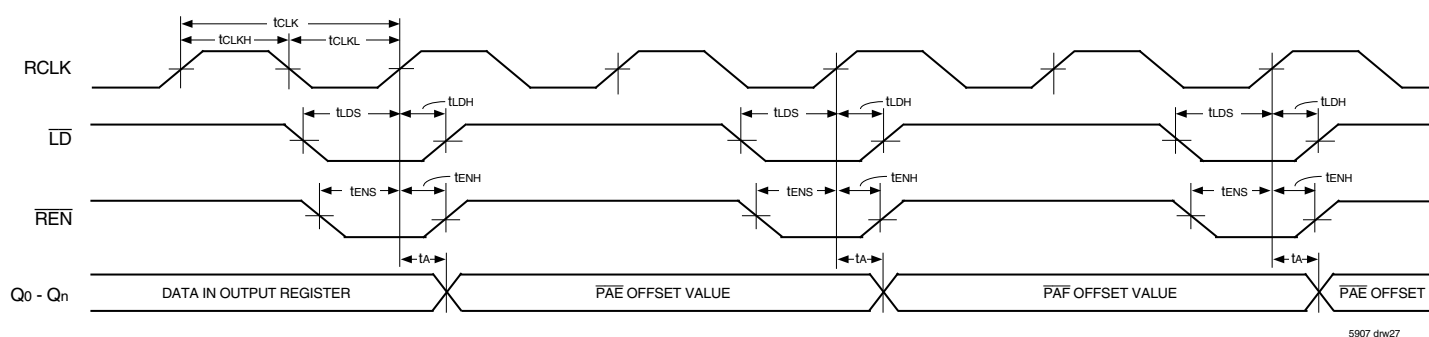 tCLK
tCLKH
tCLKL
RCLK
tLDS
tLDH
tLDS
tLDH
tLDS
tLDH
LD
tENS
tENH
tENS
tENH
tENS
tENH
REN
tA
tA
tA
Q0 - Qn
DATA IN OUTPUT REGISTER
PAE OFFSET VALUE
PAF OFFSET VALUE
PAE OFFSET
5907 drw27